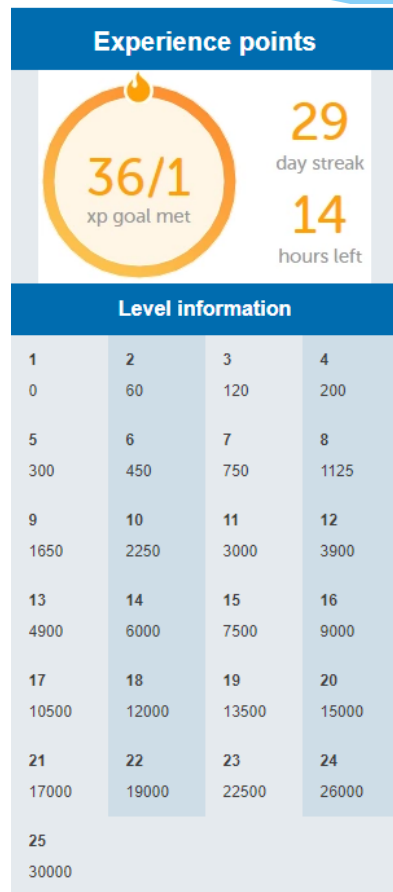 Experience points
36/1
xp goal met
29
day streak
14
hours left
Level information
1 2 3 4
0 60 120 200
5 6 7 8
300 450 750 1125
9 10 11 12
1650 2250 3000 3900
13 14 15 16
4900 6000 7500 9000
17 18 19 20
10500 12000 13500 15000
21 22 23 24
17000 19000 22500 26000
25
30000